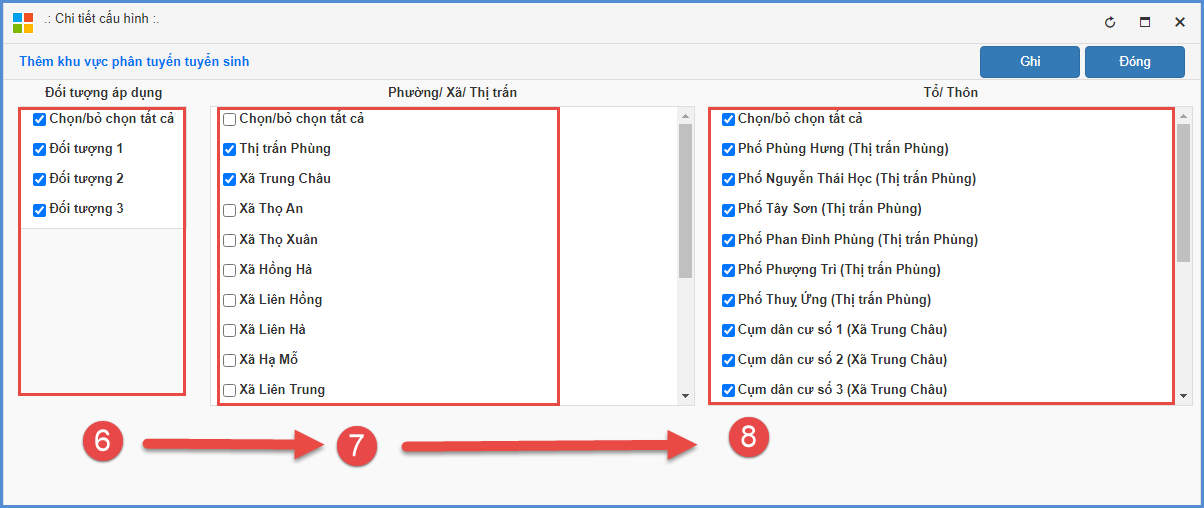 .: Chi tiết cấu hình :.
Thêm khu vực phân tuyến tuyển sinh
Ghi
Đóng
Đối tượng áp dụng
Chọn/bỏ chọn tất cả
Đối tượng 1
Đối tượng 2
Đối tượng 3
Phường/ Xã/ Thị trấn
Chọn/bỏ chọn tất cả
Thị trấn Phùng
Xã Trung Châu
Xã Thọ An
Xã Thọ Xuân
Xã Hồng Hà
Xã Liên Hồng
Xã Liên Hà
Xã Hạ Mỗ
Xã Liên Trung
Tổ/ Thôn
Chọn/bỏ chọn tất cả
Phố Phùng Hưng (Thị trấn Phùng)
Phố Nguyễn Thái Học (Thị trấn Phùng)
Phố Tây Sơn (Thị trấn Phùng)
Phố Phan Đình Phùng (Thị trấn Phùng)
Phố Phượng Trì (Thị trấn Phùng)
Phố Thuỵ Ứng (Thị trấn Phùng)
Cụm dân cư số 1 (Xã Trung Châu)
Cụm dân cư số 2 (Xã Trung Châu)
Cụm dân cư số 3 (Xã Trung Châu)
6
7
8